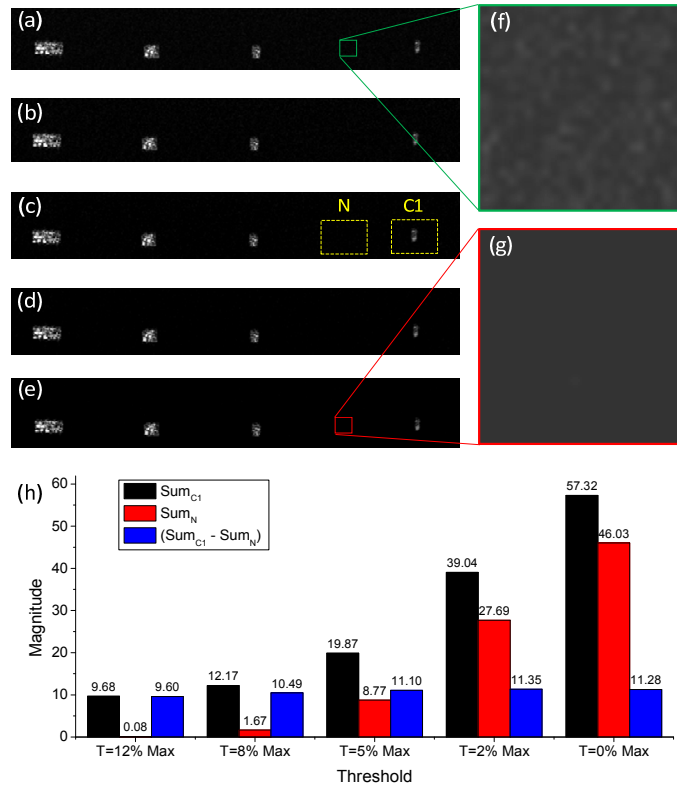 (a)
(f)
(b)
(c)
N
C1
(g)
(d)
(e)
(h)
60
50
40
30
20
10
0
Magnitude
Sum_C1
Sum_N
(Sum_C1 - Sum_N)
9.68
0.08
9.60
12.17
1.67
10.49
19.87
8.77
11.10
39.04
27.69
11.35
57.32
46.03
11.28
T=12% Max
T=8% Max
T=5% Max
T=2% Max
T=0% Max
Threshold